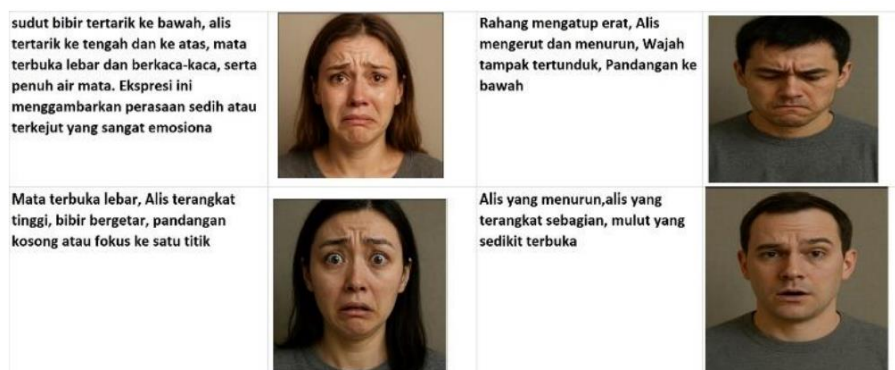 sudut bibir tertarik ke bawah, alis
tertarik ke tengah dan ke atas, mata
terbuka lebar dan berkaca-kaca, serta
penuh air mata. Ekspresi ini
menggambarkan perasaan sedih atau
terkejut yang sangat emosiona
Rahang mengatup erat, Alis
mengerut dan menurun, Wajah
tampak tertunduk, Pandangan ke
bawah
Mata terbuka lebar, Alis terangkat
tinggi, bibir bergetar, pandangan
kosong atau fokus ke satu titik
Alis yang menurun,alis yang
terangkat sebagian, mulut yang
sedikit terbuka